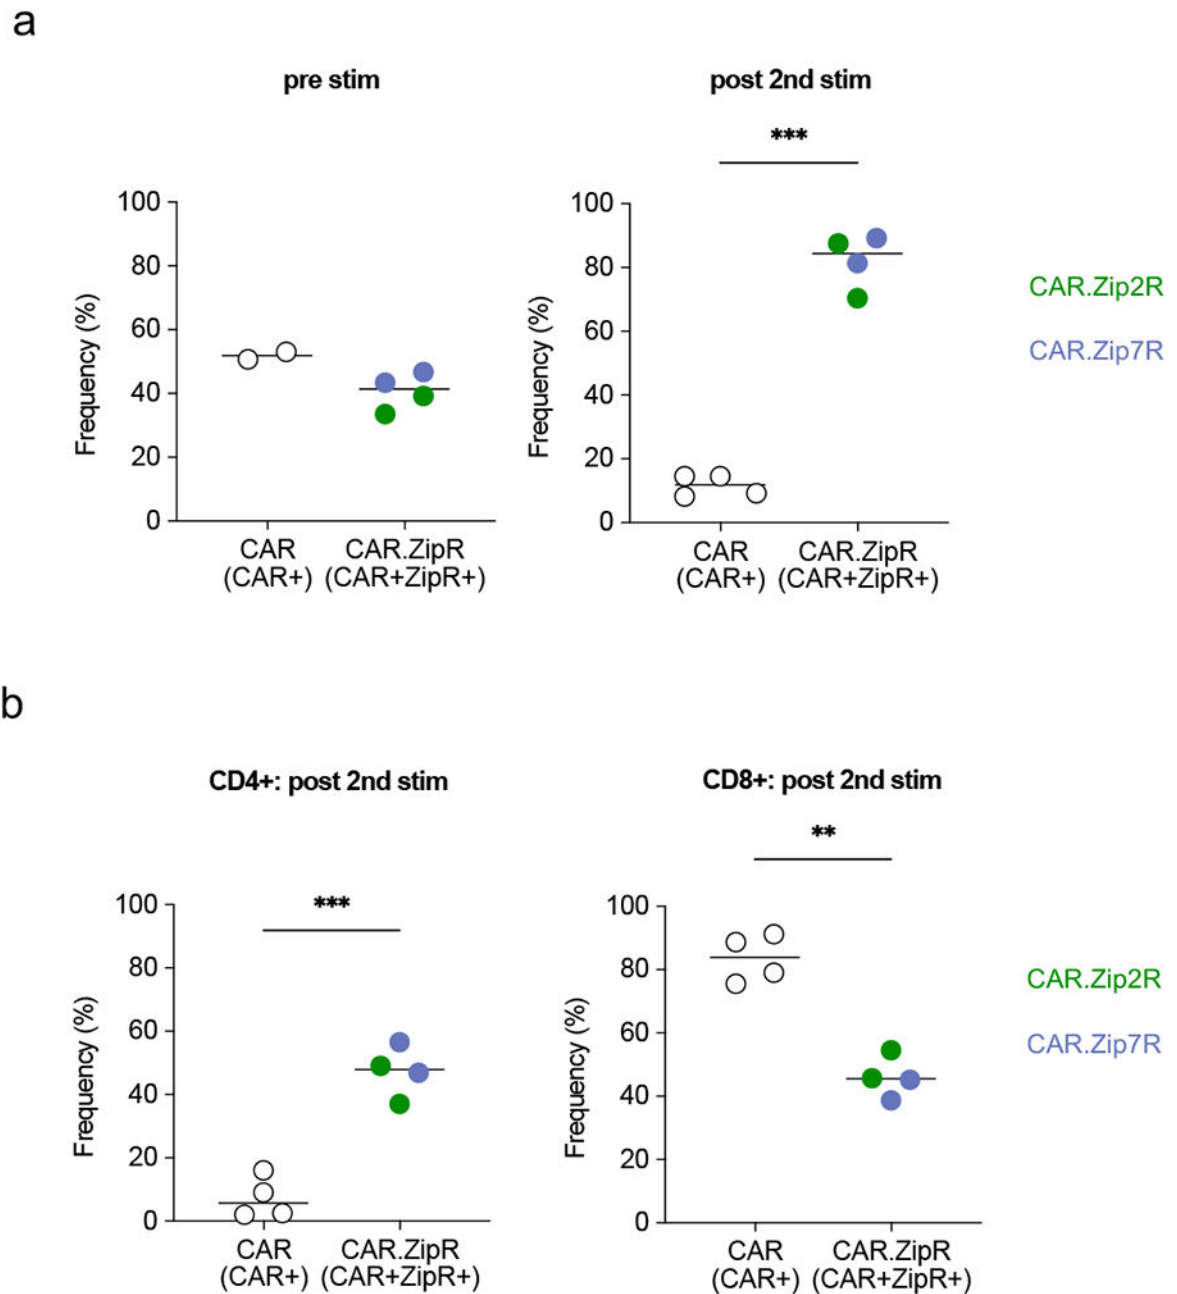 a
pre stim
post 2nd stim
***
100
80
60
40
20
0
Frequency (%)
CAR
(CAR+)
CAR.ZipR
(CAR+ZipR+)
100
80
60
40
20
0
Frequency (%)
CAR
(CAR+)
CAR.ZipR
(CAR+ZipR+)
CAR.Zip2R
CAR.Zip7R
b
CD4+: post 2nd stim
CD8+: post 2nd stim
***
**
100
80
60
40
20
0
Frequency (%)
CAR
(CAR+)
CAR.ZipR
(CAR+ZipR+)
100
80
60
40
20
0
Frequency (%)
CAR
(CAR+)
CAR.ZipR
(CAR+ZipR+)
CAR.Zip2R
CAR.Zip7R